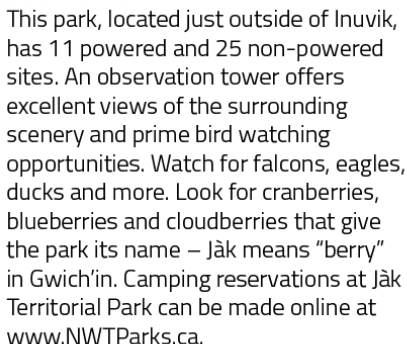 This park, located just outside of Inuvik,
has 11 powered and 25 non-powered
sites. An observation tower offers
excellent views of the surrounding
scenery and prime bird watching
opportunities. Watch for falcons, eagles,
ducks and more. Look for cranberries,
blueberries and cloudberries that give
the park its name – Jàk means “berry”
in Gwich’in. Camping reservations at Jàk
Territorial Park can be made online at
www.NWTParks.ca.